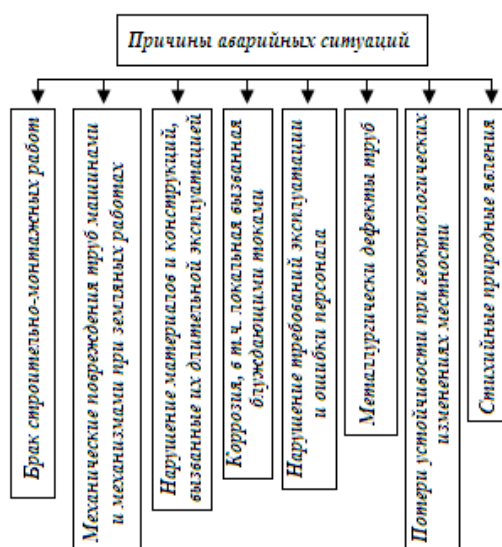 Причины аварийных ситуаций
Брак строительно-монтажных работ
Механические повреждения труб машинами
и механизмами при земляных работах
Нарушение материалов и конструкций,
вызванные их длительной эксплуатацией
Коррозия, в т.ч. локальная вызванная
блуждающими токами
Нарушение требований эксплуатации
и ошибки персонала
Металлургически дефекты труб
Потери устойчивости при геокриологических
изменениях местности
Стихийные природные явления